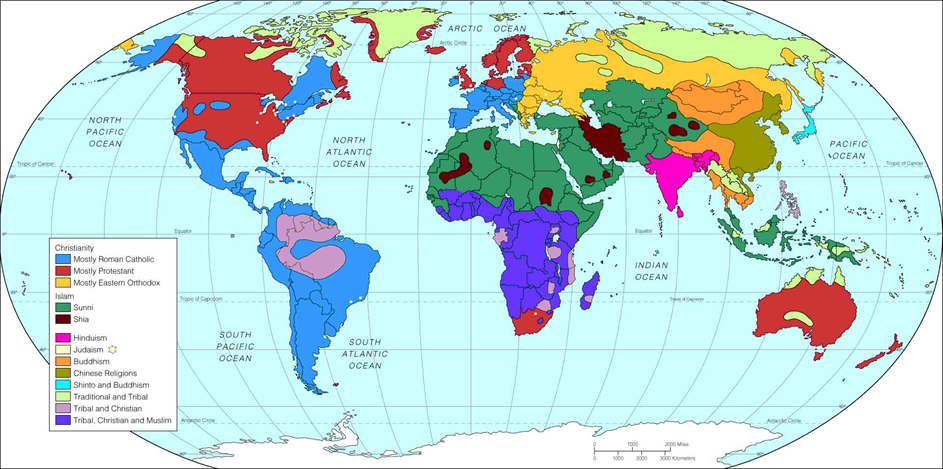 ARCTIC OCEAN
Arctic Circle
NORTH
PACIFIC
OCEAN
NORTH
ATLANTIC
OCEAN
PACIFIC
OCEAN
Tropic of Cancer
Tropic of Cancer
Equator
Equator
INDIAN
OCEAN
Tropic of Capricorn
Tropic of Capricorn
SOUTH
PACIFIC
OCEAN
SOUTH
ATLANTIC
OCEAN
Antarctic Circle
Antarctic Circle
Christianity
Mostly Roman Catholic
Mostly Protestant
Mostly Eastern Orthodox
Islam
Sunni
Shia
Hinduism
Judaism
Buddhism
Chinese Religions
Shinto and Buddhism
Traditional and Tribal
Tribal and Christian
Tribal, Christian and Muslim
0 1000 2000 Miles
0 1000 2000 3000 Kilometers